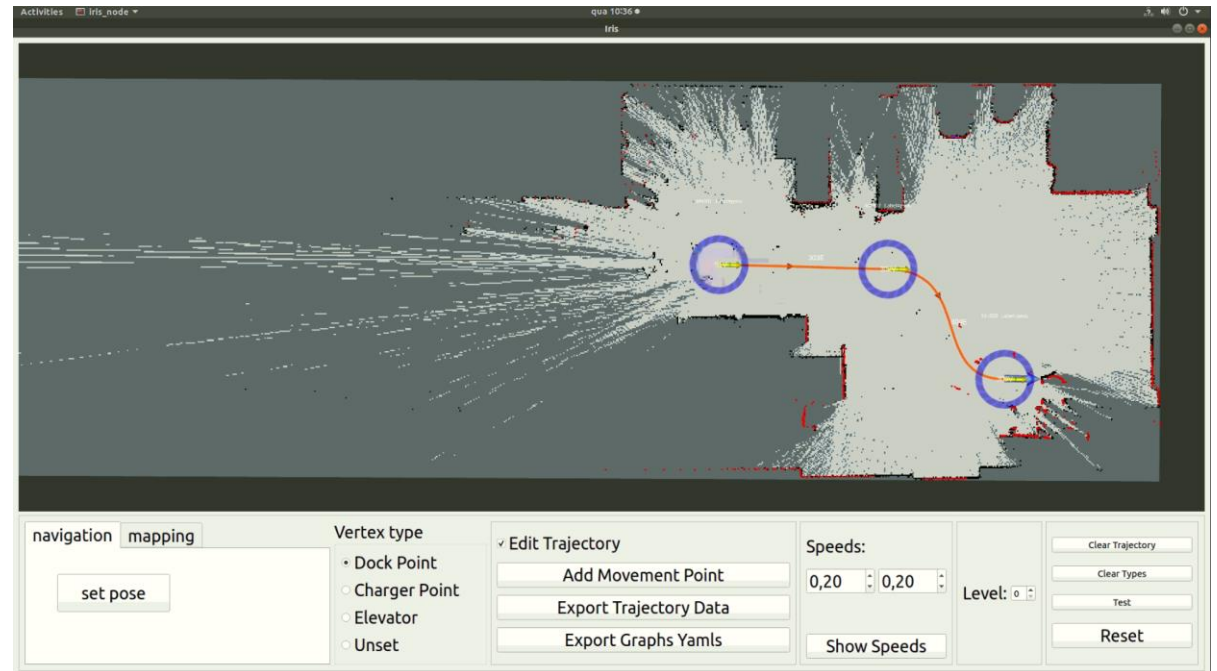 Activities iris_node qua 10:36
Iris
navigation mapping
set pose
Vertex type
Dock Point
Charger Point
Elevator
Unset
Edit Trajectory
Add Movement Point
Export Trajectory Data
Export Graphs Yamls
Speeds:
0,20 0,20
Show Speeds
Level: 0
Clear Trajectory
Clear Types
Test
Reset